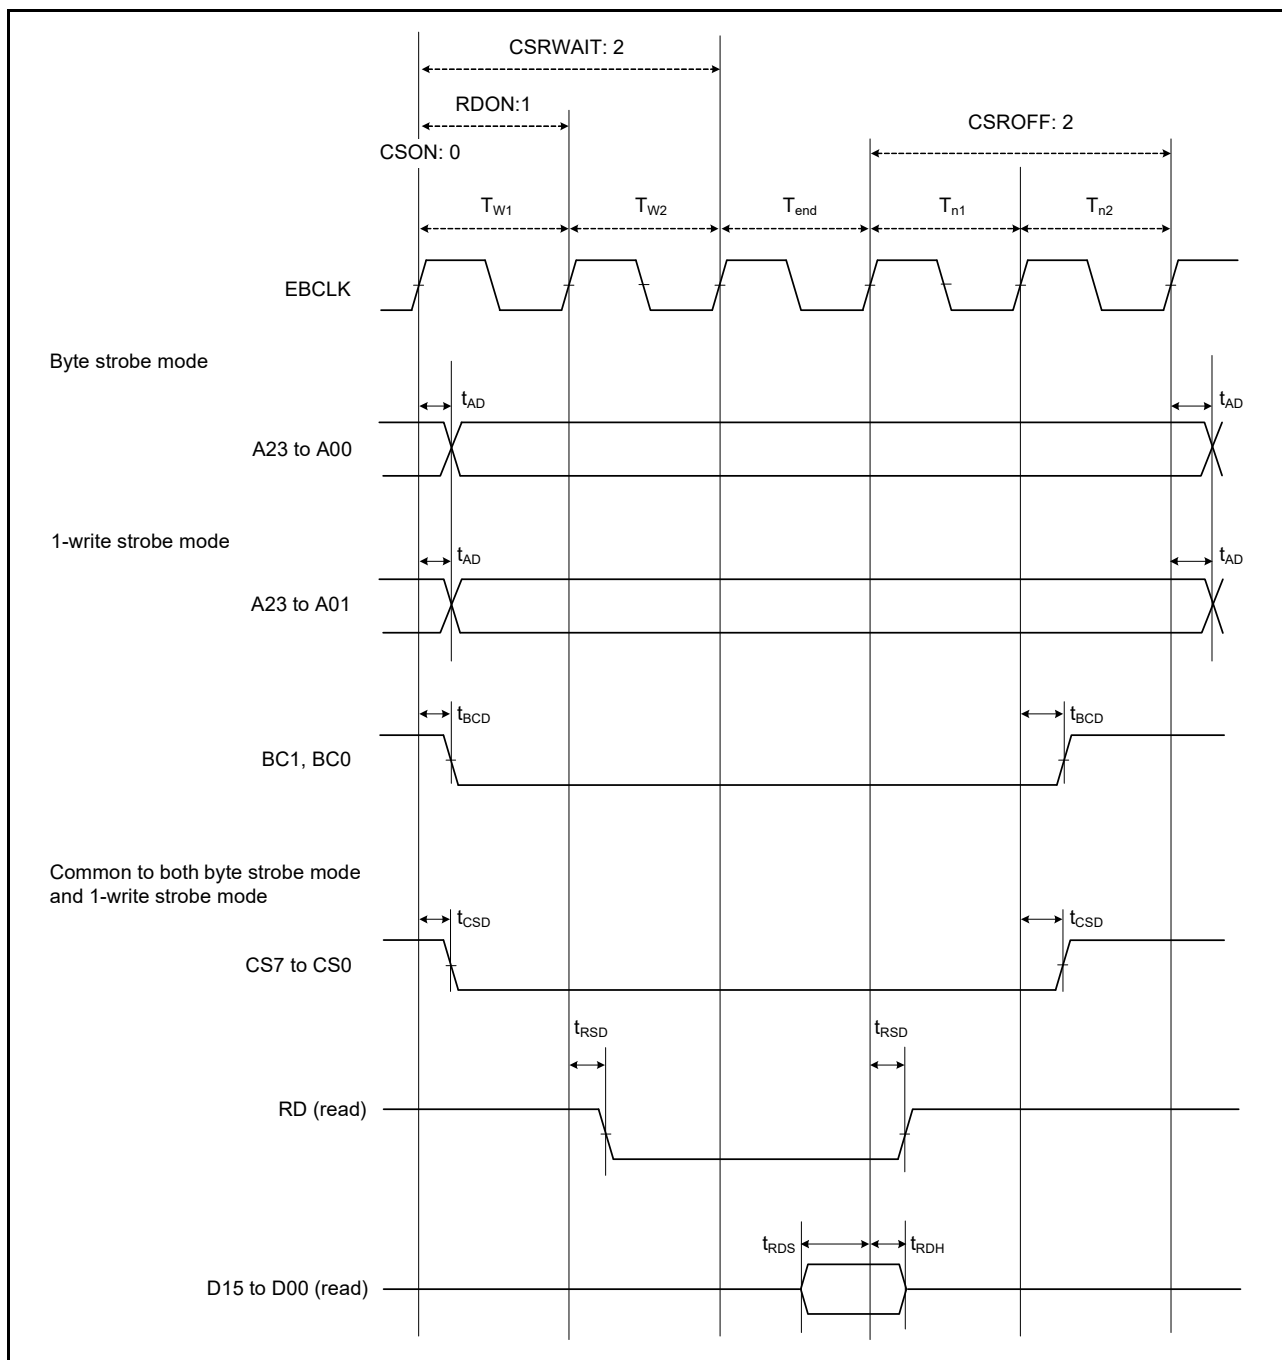 CSRWAIT: 2
RDON:1
CSROFF: 2
CSON: 0
TW1
TW2
Tend
Tn1
Tn2
EBCLK
Byte strobe mode
tAD
tAD
A23 to A00
1-write strobe mode
tAD
tAD
A23 to A01
tBCD
tBCD
BC1, BC0
Common to both byte strobe mode
and 1-write strobe mode
tCSD
tCSD
CS7 to CS0
tRSD
tRSD
RD (read)
tRDS
tRDH
D15 to D00 (read)